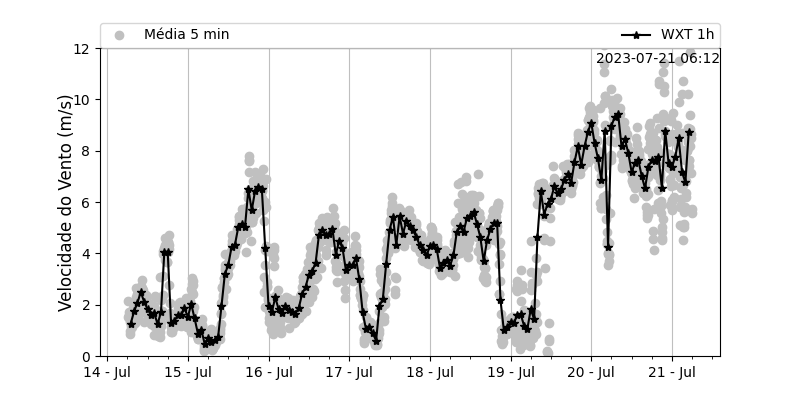 Média 5 min WXT 1h
2023-07-21 06:12
Velocidade do Vento (m/s)
12
10
8
6
4
2
0
14 - Jul 15 - Jul 16 - Jul 17 - Jul 18 - Jul 19 - Jul 20 - Jul 21 - Jul